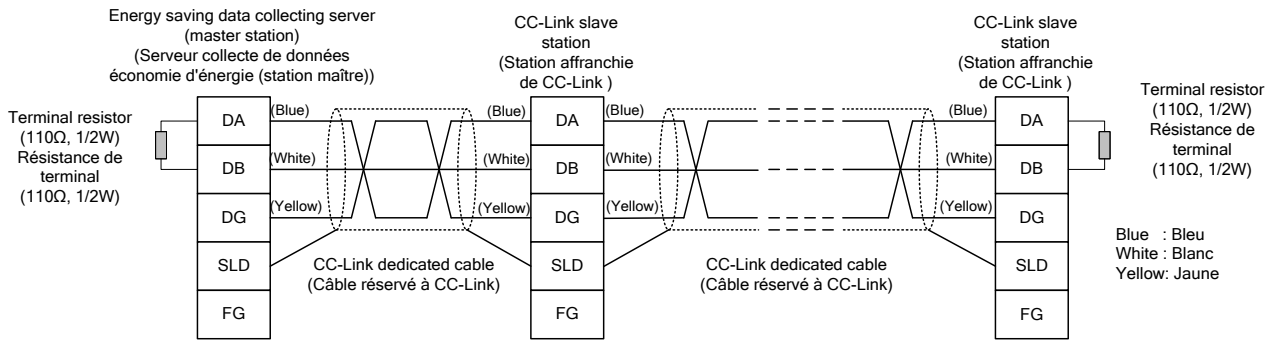 Energy saving data collecting server
(master station)
(Serveur collecte de données
économie d'énergie (station maître))
CC-Link slave
station
(Station affranchie
de CC-Link )
CC-Link slave
station
(Station affranchie
de CC-Link )
Terminal resistor
(110Ω, 1/2W)
Résistance de
terminal
(110Ω, 1/2W)
Terminal resistor
(110Ω, 1/2W)
Résistance de
terminal
(110Ω, 1/2W)
DA (Blue) (Blue) DA (Blue) (Blue) DA
DB (White) (White) DB (White) (White) DB
DG (Yellow) (Yellow) DG (Yellow) (Yellow) DG
SLD SLD SLD
FG FG FG
CC-Link dedicated cable
(Câble réservé à CC-Link)
CC-Link dedicated cable
(Câble réservé à CC-Link)
Blue : Bleu
White : Blanc
Yellow: Jaune